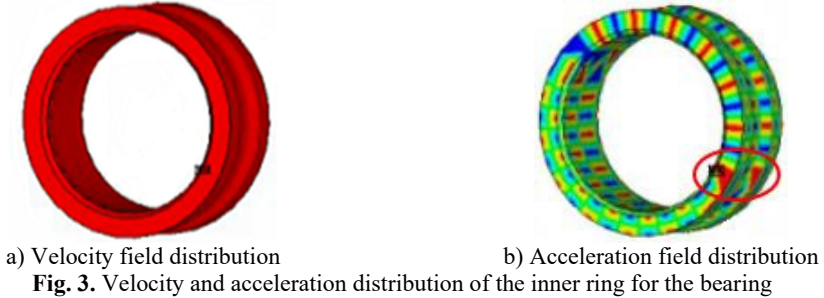 a) Velocity field distribution
b) Acceleration field distribution
Fig. 3. Velocity and acceleration distribution of the inner ring for the bearing